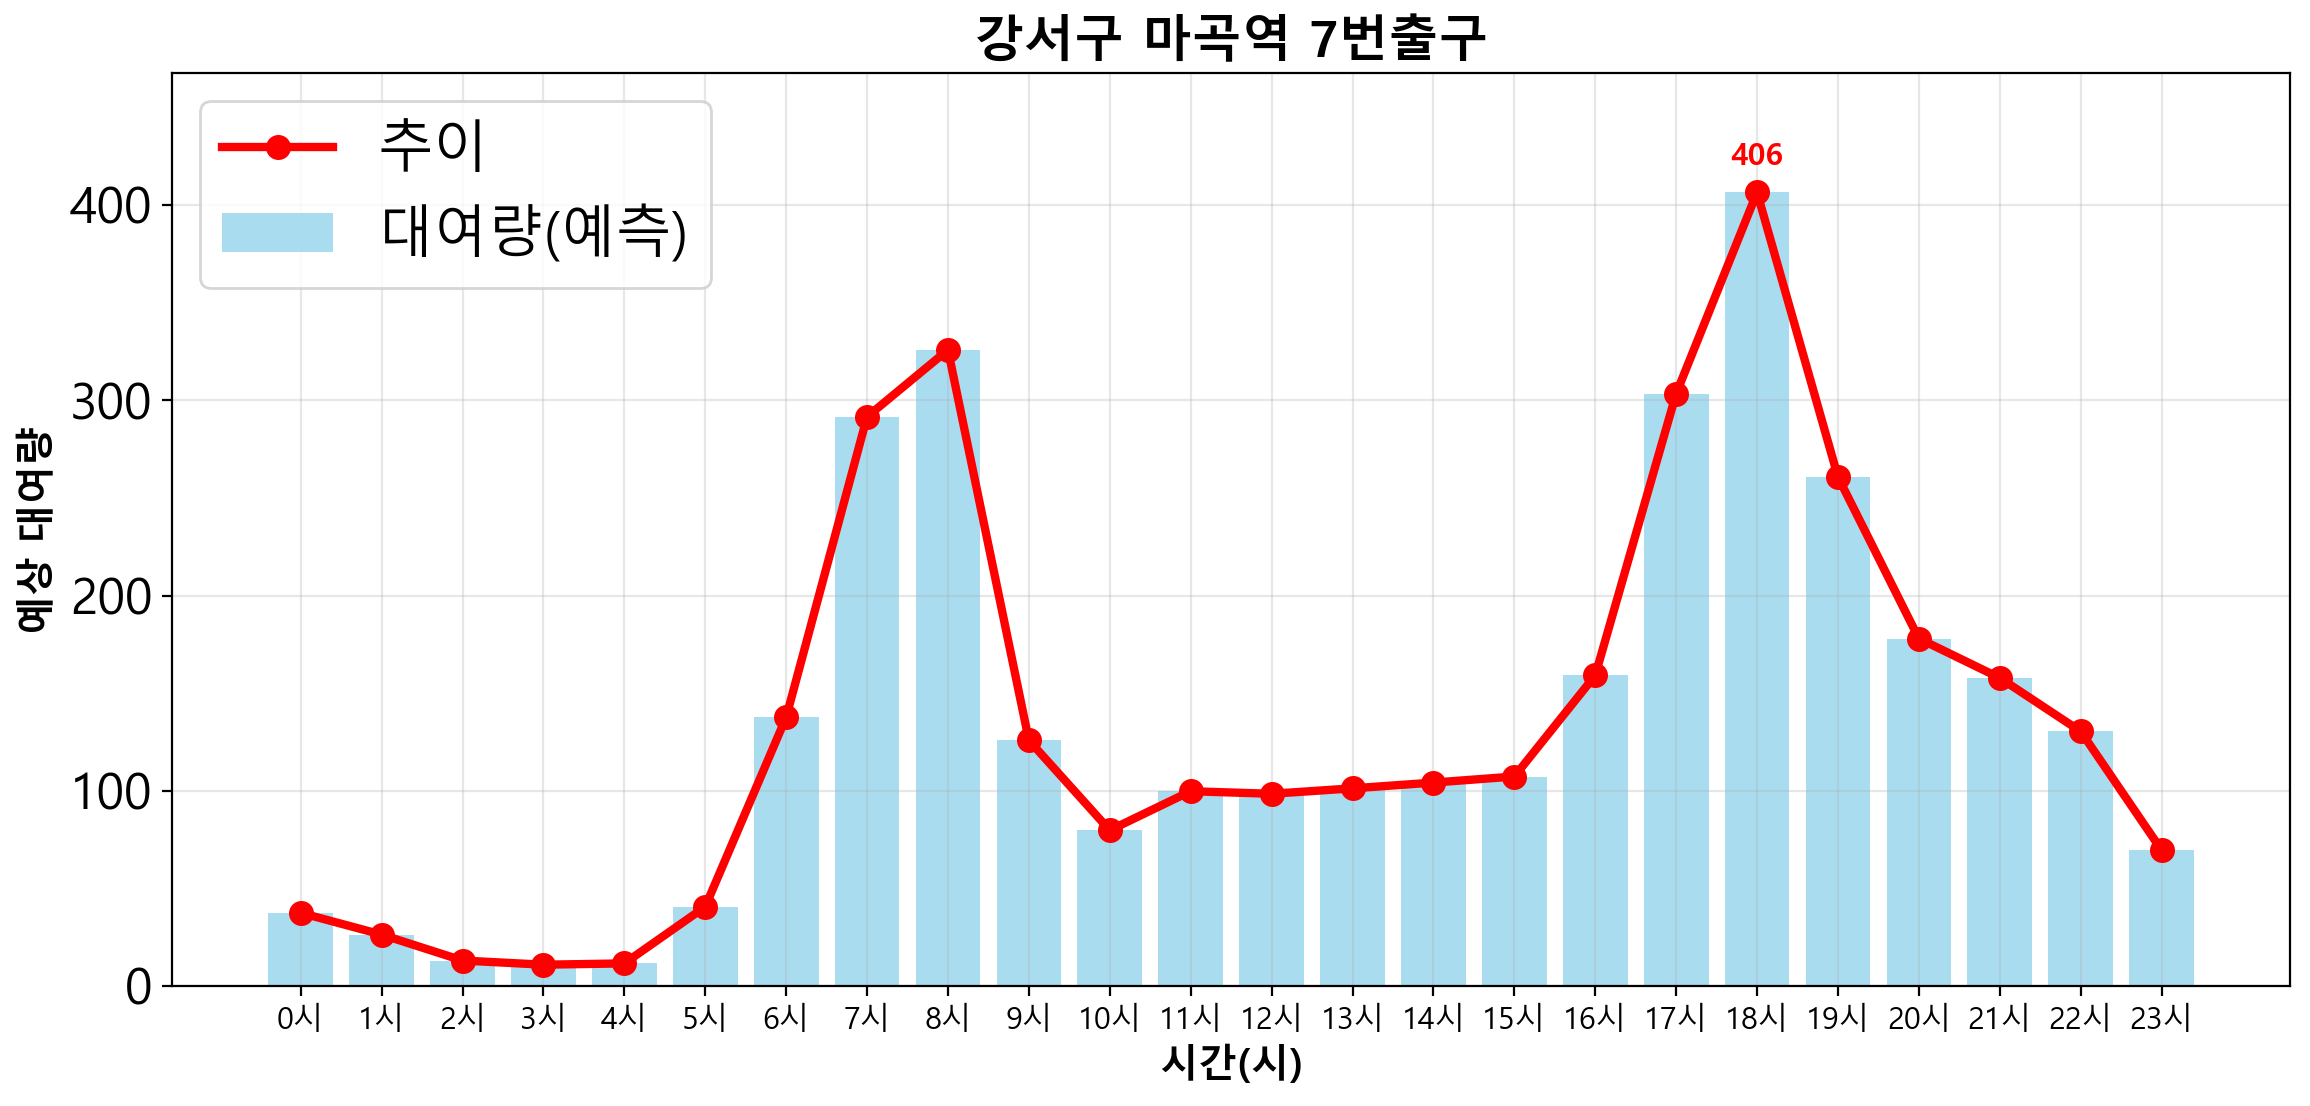 강서구 마곡역 7번출구
추이
대여량(예측)
406
예상 대여량
400
300
200
100
0
0시 1시 2시 3시 4시 5시 6시 7시 8시 9시 10시 11시 12시 13시 14시 15시 16시 17시 18시 19시 20시 21시 22시 23시
시간(시)